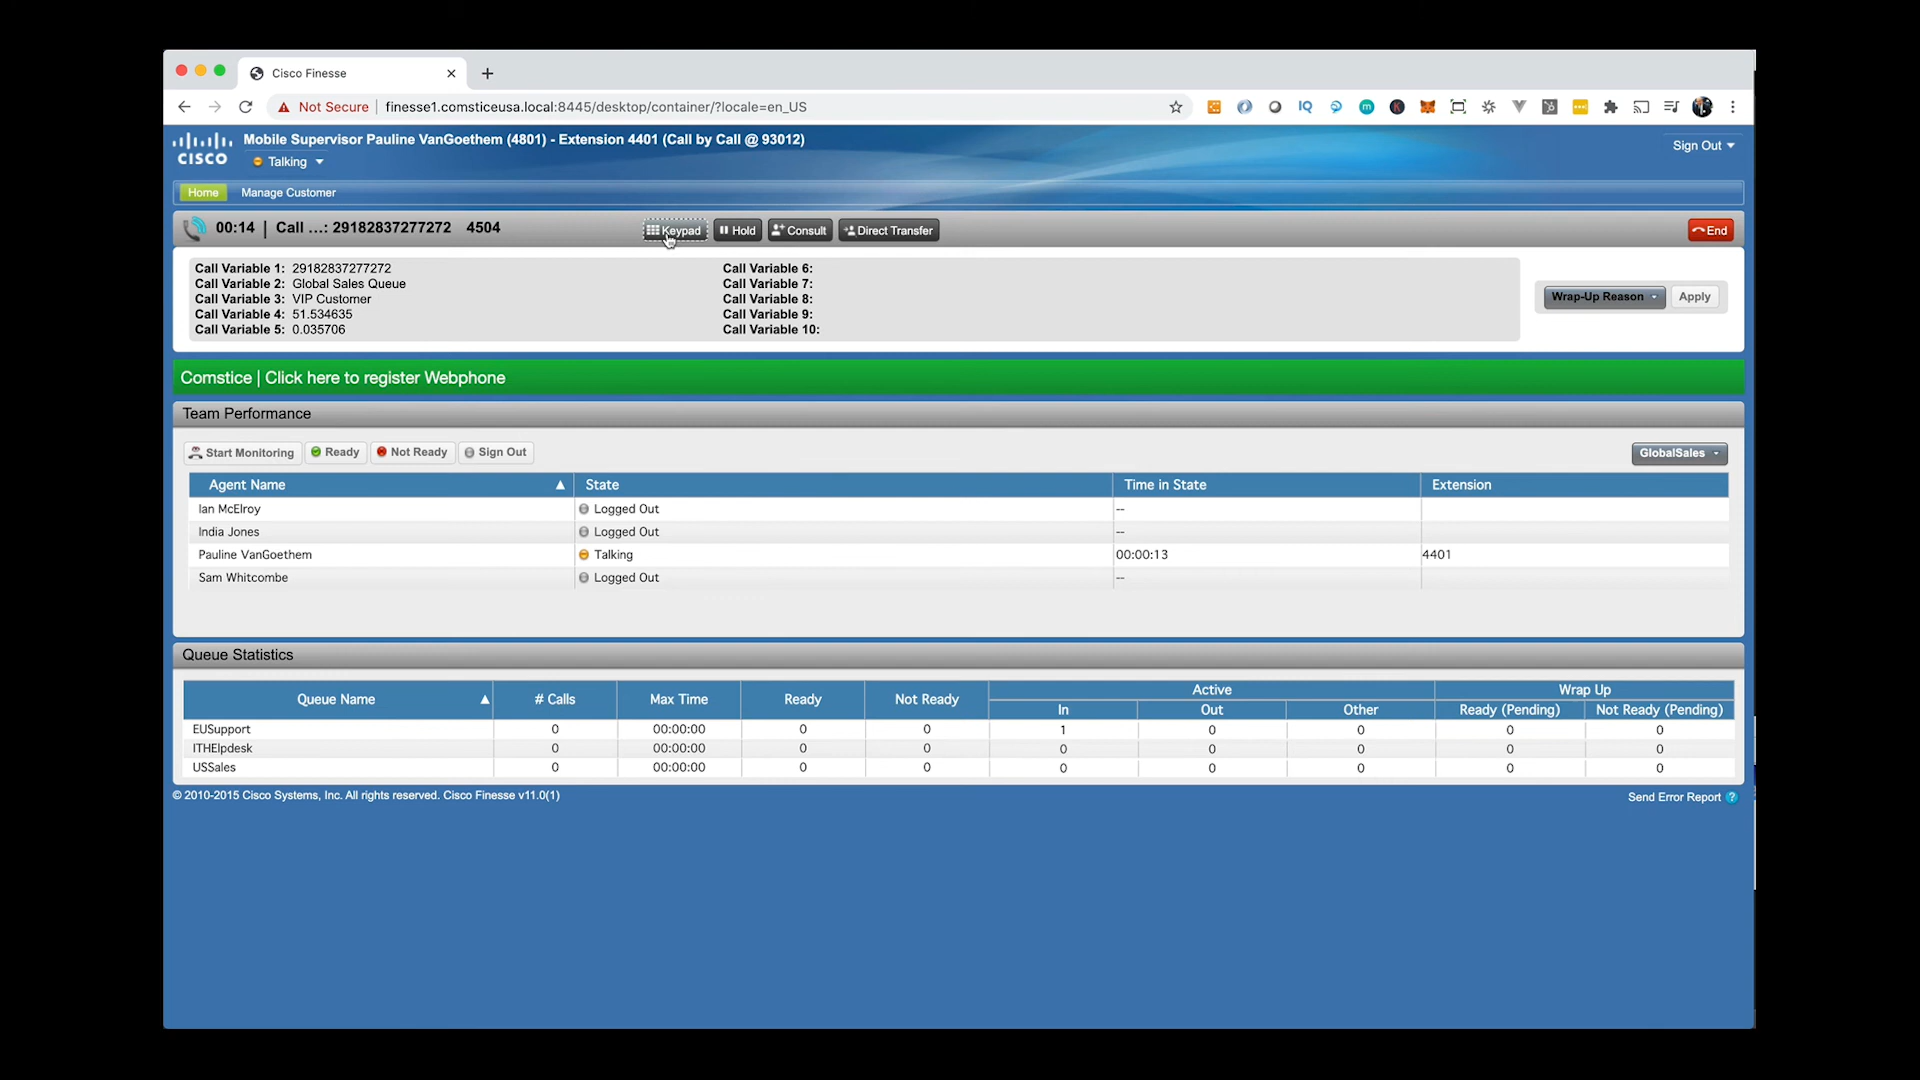 Cisco Finesse
Not Secure finesse1.comsticeusa.local:8445/desktop/container/?locale=en_US
CISCO
Mobile Supervisor Pauline VanGoethem (4801) - Extension 4401 (Call by Call @ 93012)
Talking
Sign Out
Home Manage Customer
00:14 | Call ...: 29182837277272 4504
Keypad Hold Consult Direct Transfer End
Call Variable 1: 29182837277272
Call Variable 2: Global Sales Queue
Call Variable 3: VIP Customer
Call Variable 4: 51.534635
Call Variable 5: 0.035706
Call Variable 6:
Call Variable 7:
Call Variable 8:
Call Variable 9:
Call Variable 10:
Wrap-Up Reason Apply
Comstice | Click here to register Webphone
Team Performance
Start Monitoring Ready Not Ready Sign Out GlobalSales
Agent Name State Time in State Extension
Ian McElroy Logged Out --
India Jones Logged Out --
Pauline VanGoethem Talking 00:00:13 4401
Sam Whitcombe Logged Out --
Queue Statistics
Queue Name # Calls Max Time Ready Not Ready Active Wrap Up
In Out Other Ready (Pending) Not Ready (Pending)
EUSupport 0 00:00:00 0 0 1 0 0 0 0
ITHElpdesk 0 00:00:00 0 0 0 0 0 0 0
USSales 0 00:00:00 0 0 0 0 0 0 0
© 2010-2015 Cisco Systems, Inc. All rights reserved. Cisco Finesse v11.0(1)
Send Error Report ?